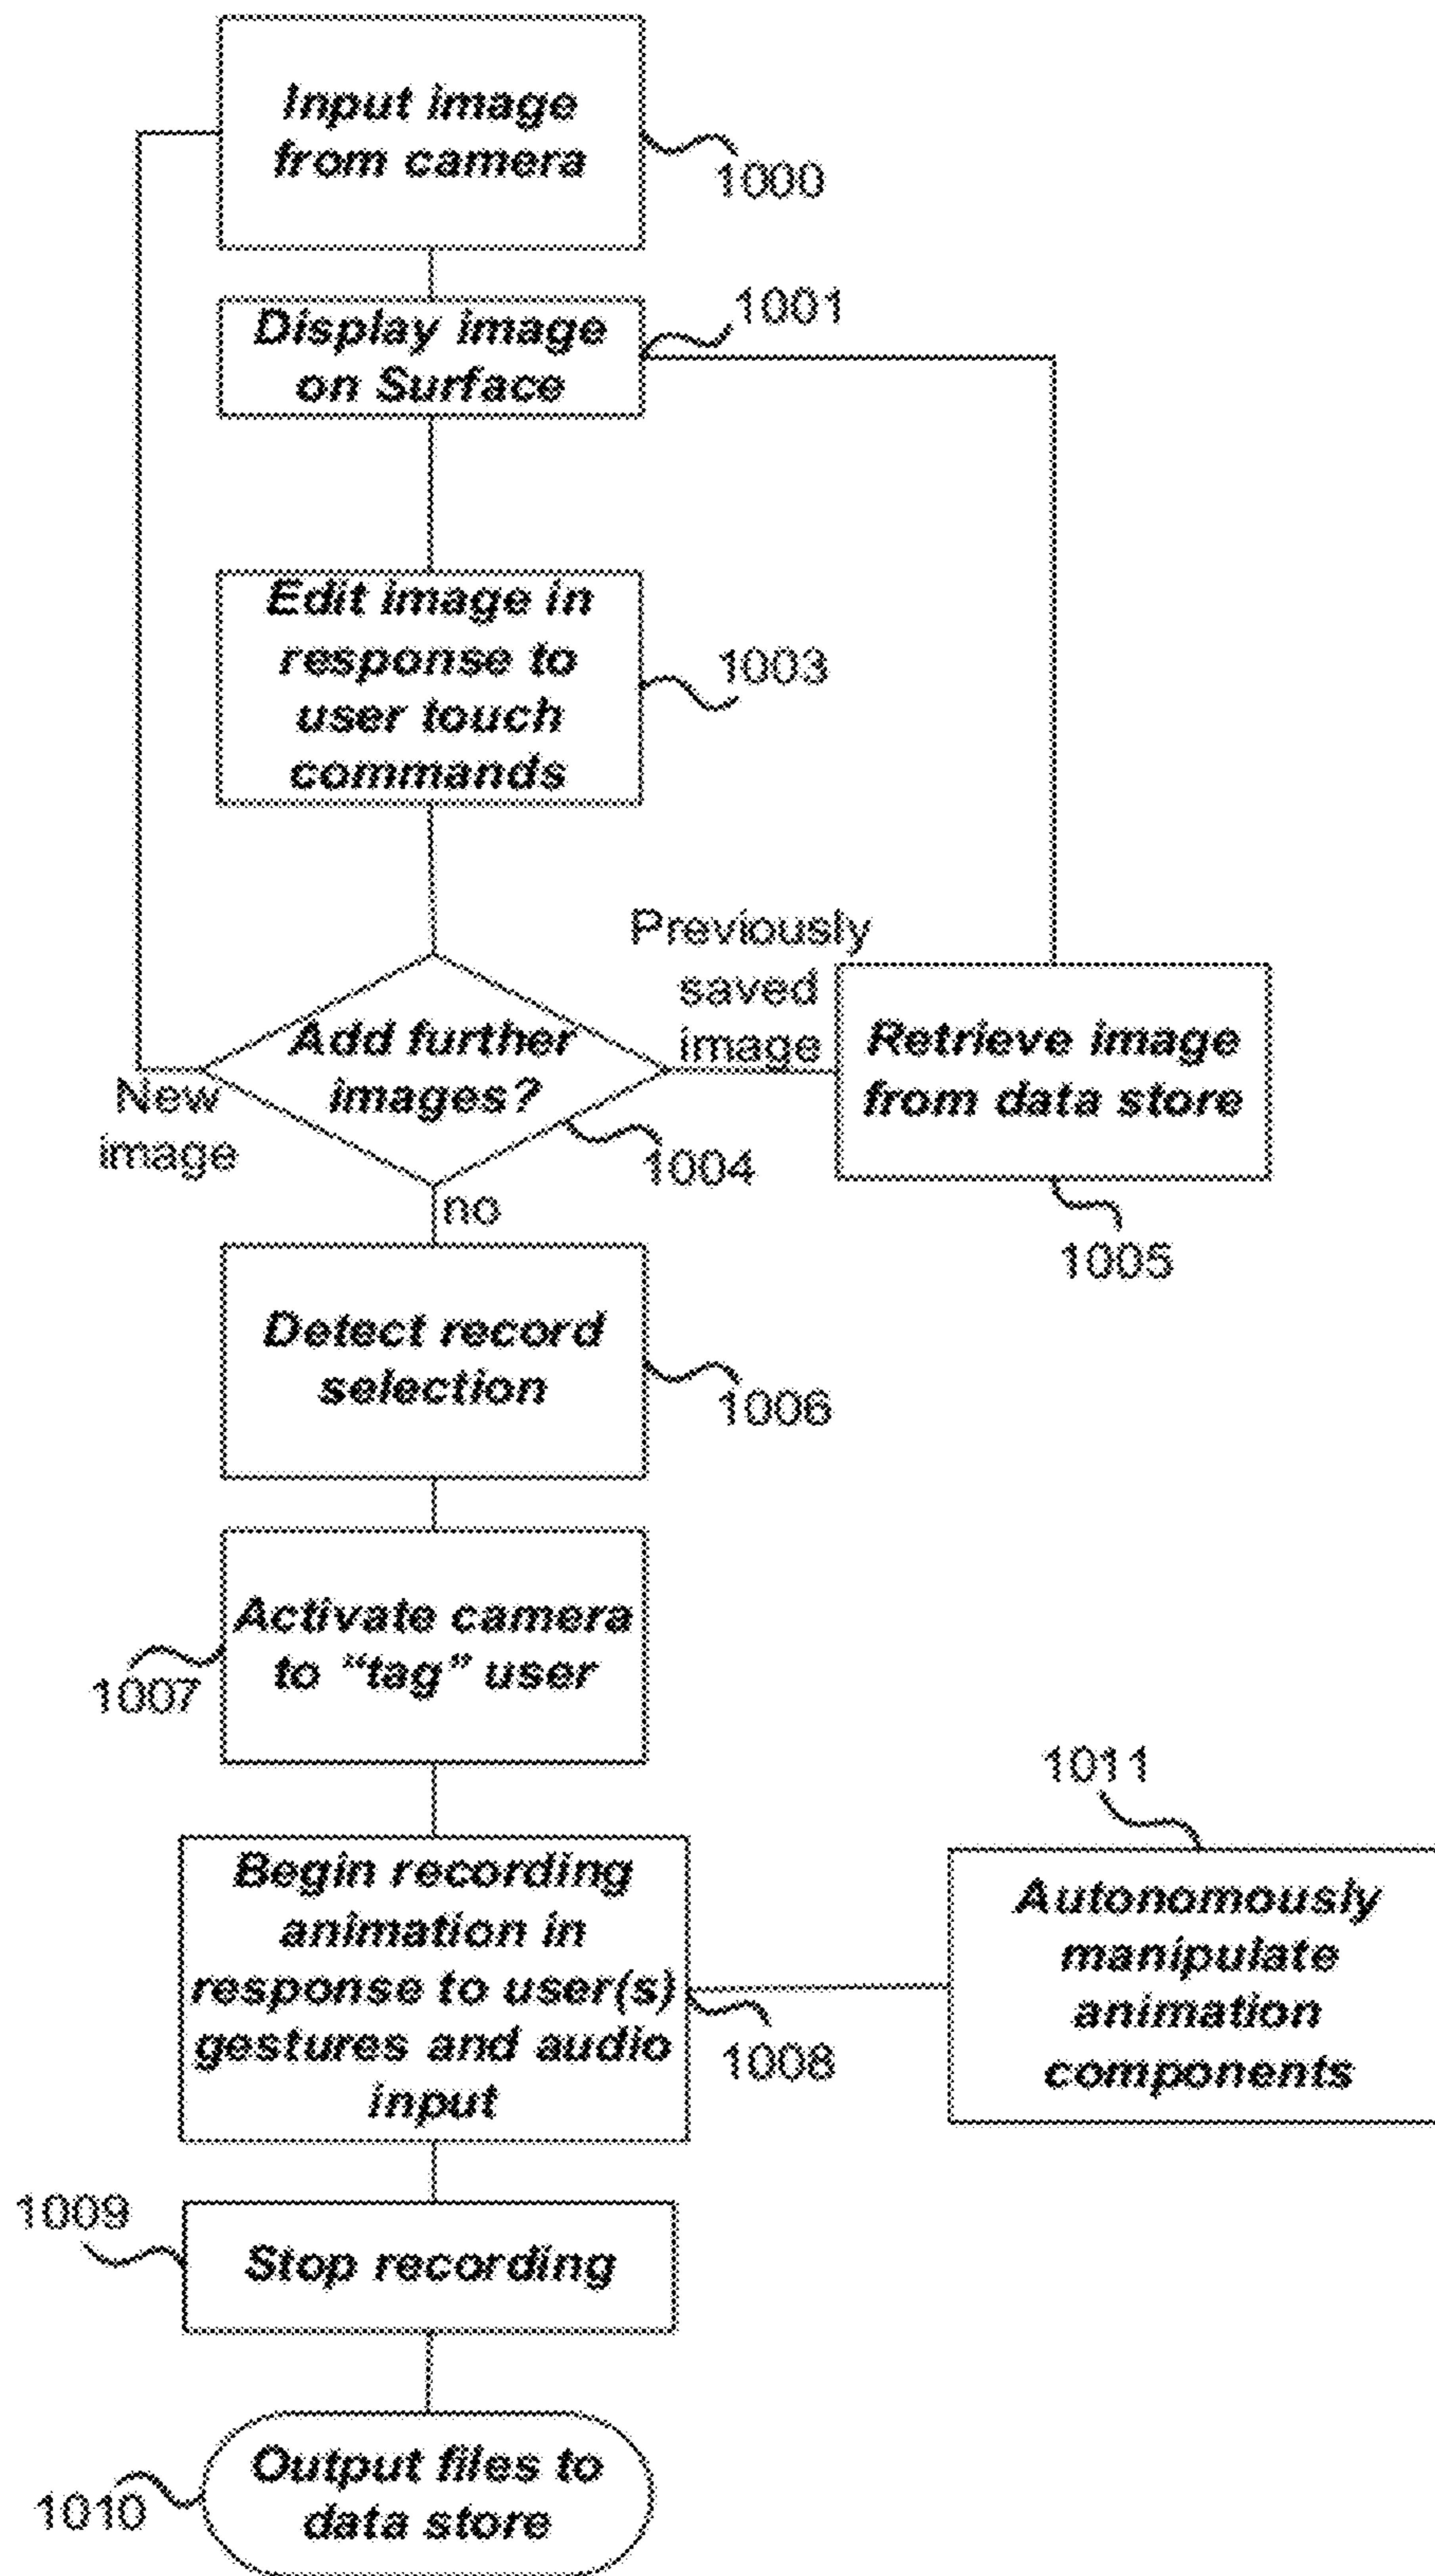 Input image
from camera
1000
1001
Display image
on Surface
Edit image in
response to
user touch
commands
1003
Previously
saved
image
Add further
images?
Retrieve image
from data store
New
image
1004
no
1005
Detect record
selection
1006
Activate camera
to “tag” user
1007
1011
Begin recording
animation in
response to user(s)
gestures and audio
input
1008
Autonomously
manipulate
animation
components
1009
Stop recording
Output files to
data store
1010